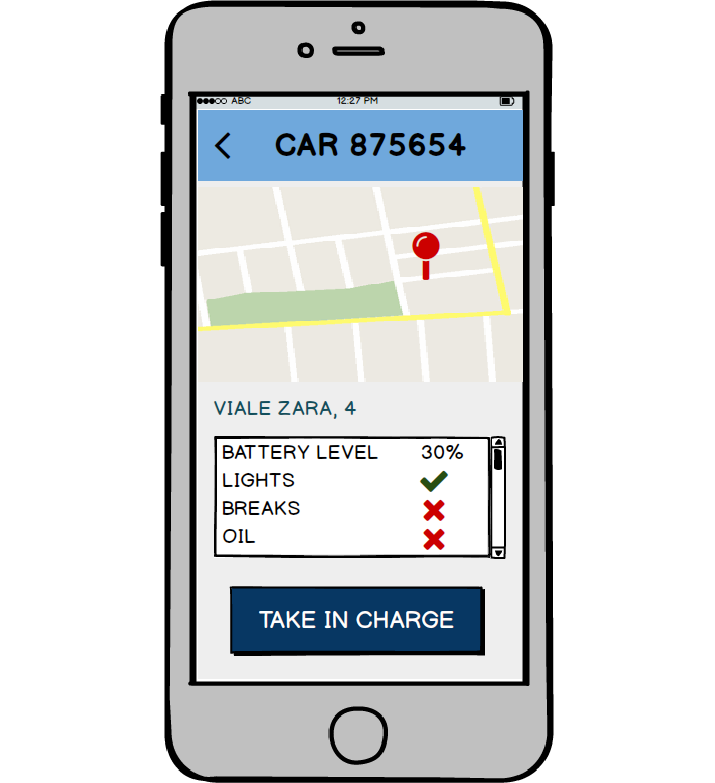 ABC 12:27 PM
CAR 875654
VIALE ZARA, 4
BATTERY LEVEL 30%
LIGHTS
BREAKS
OIL
TAKE IN CHARGE